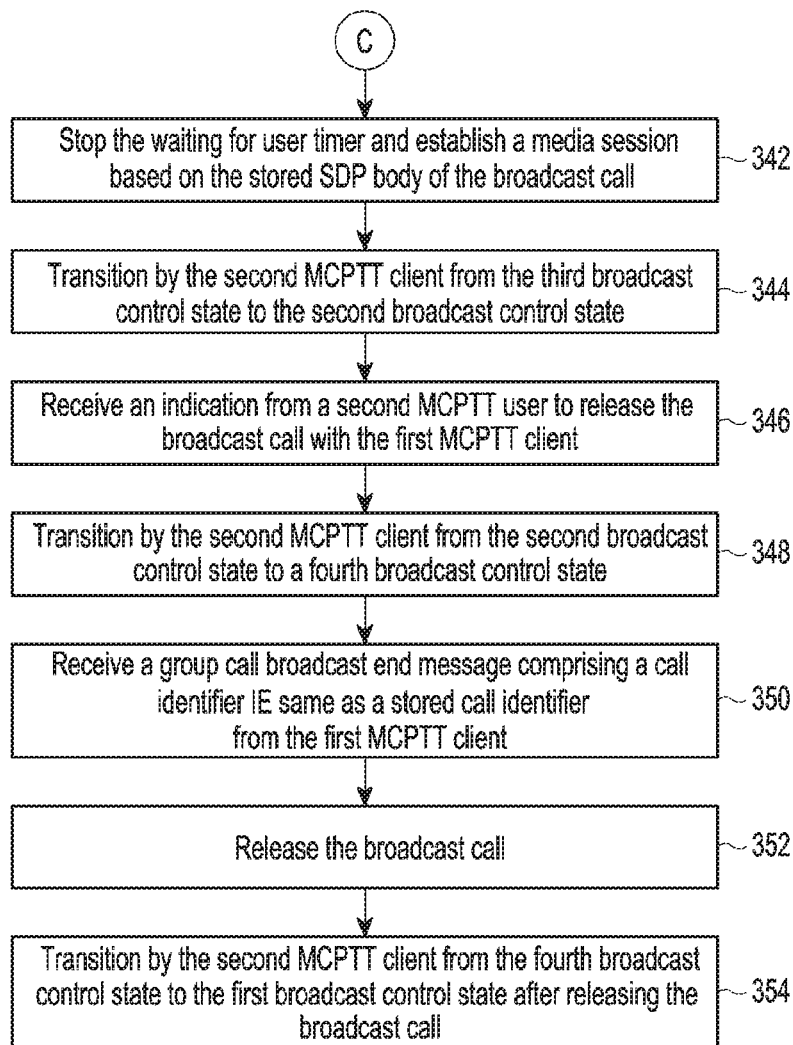 C
Stop the waiting for user timer and establish a media session
based on the stored SDP body of the broadcast call
342
Transition by the second MCPTT client from the third broadcast
control state to the second broadcast control state
344
Receive an indication from a second MCPTT user to release the
broadcast call with the first MCPTT client
346
Transition by the second MCPTT client from the second broadcast
control state to a fourth broadcast control state
348
Receive a group call broadcast end message comprising a call
identifier IE same as a stored call identifier
from the first MCPTT client
350
Release the broadcast call
352
Transition by the second MCPTT client from the fourth broadcast
control state to the first broadcast control state after releasing the
broadcast call
354